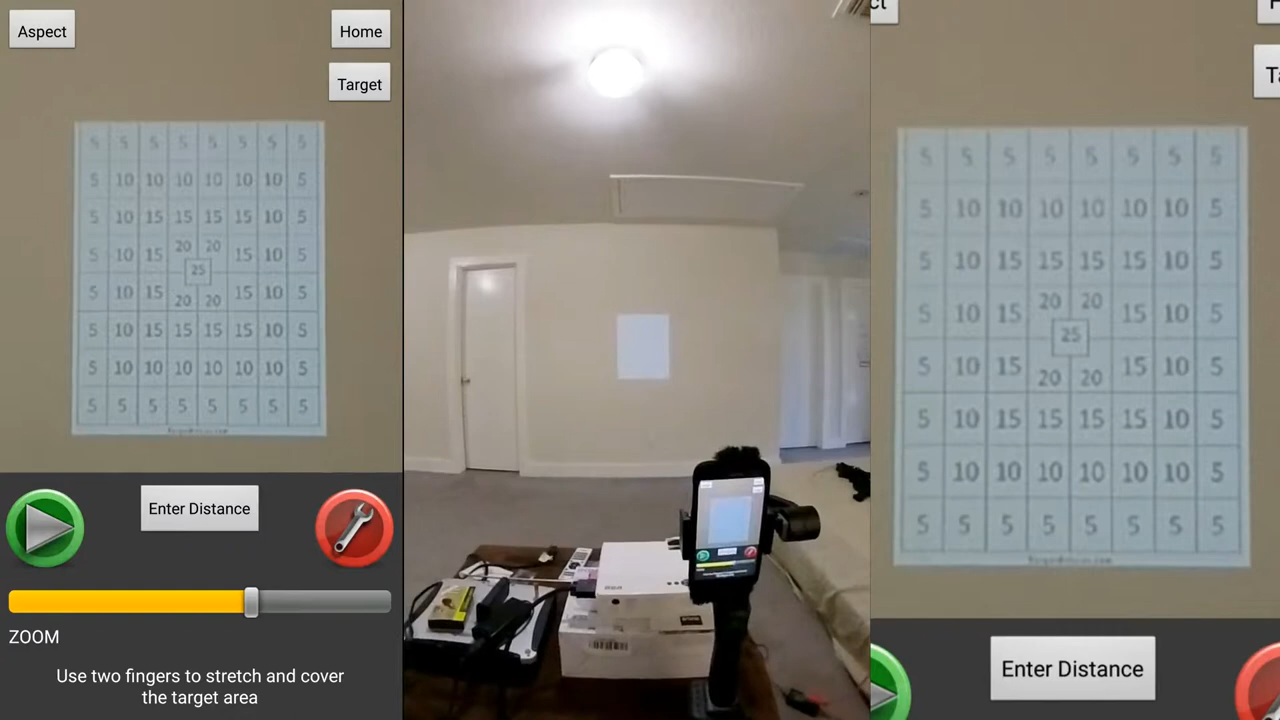 Aspect
Home
Target
5 5 5 5 5 5 5 5
5 10 10 10 10 10 10 5
5 10 15 15 15 15 10 5
5 10 15 20 20 15 10 5
25
5 10 15 20 20 15 10 5
5 10 15 15 15 15 10 5
5 10 10 10 10 10 10 5
5 5 5 5 5 5 5 5
Enter Distance
ZOOM
Use two fingers to stretch and cover
the target area
ct
H
Ta
5 5 5 5 5 5 5 5
5 10 10 10 10 10 10 5
5 10 15 15 15 15 10 5
5 10 15 20 20 15 10 5
25
5 10 15 20 20 15 10 5
5 10 15 15 15 15 10 5
5 10 10 10 10 10 10 5
5 5 5 5 5 5 5 5
Enter Distance